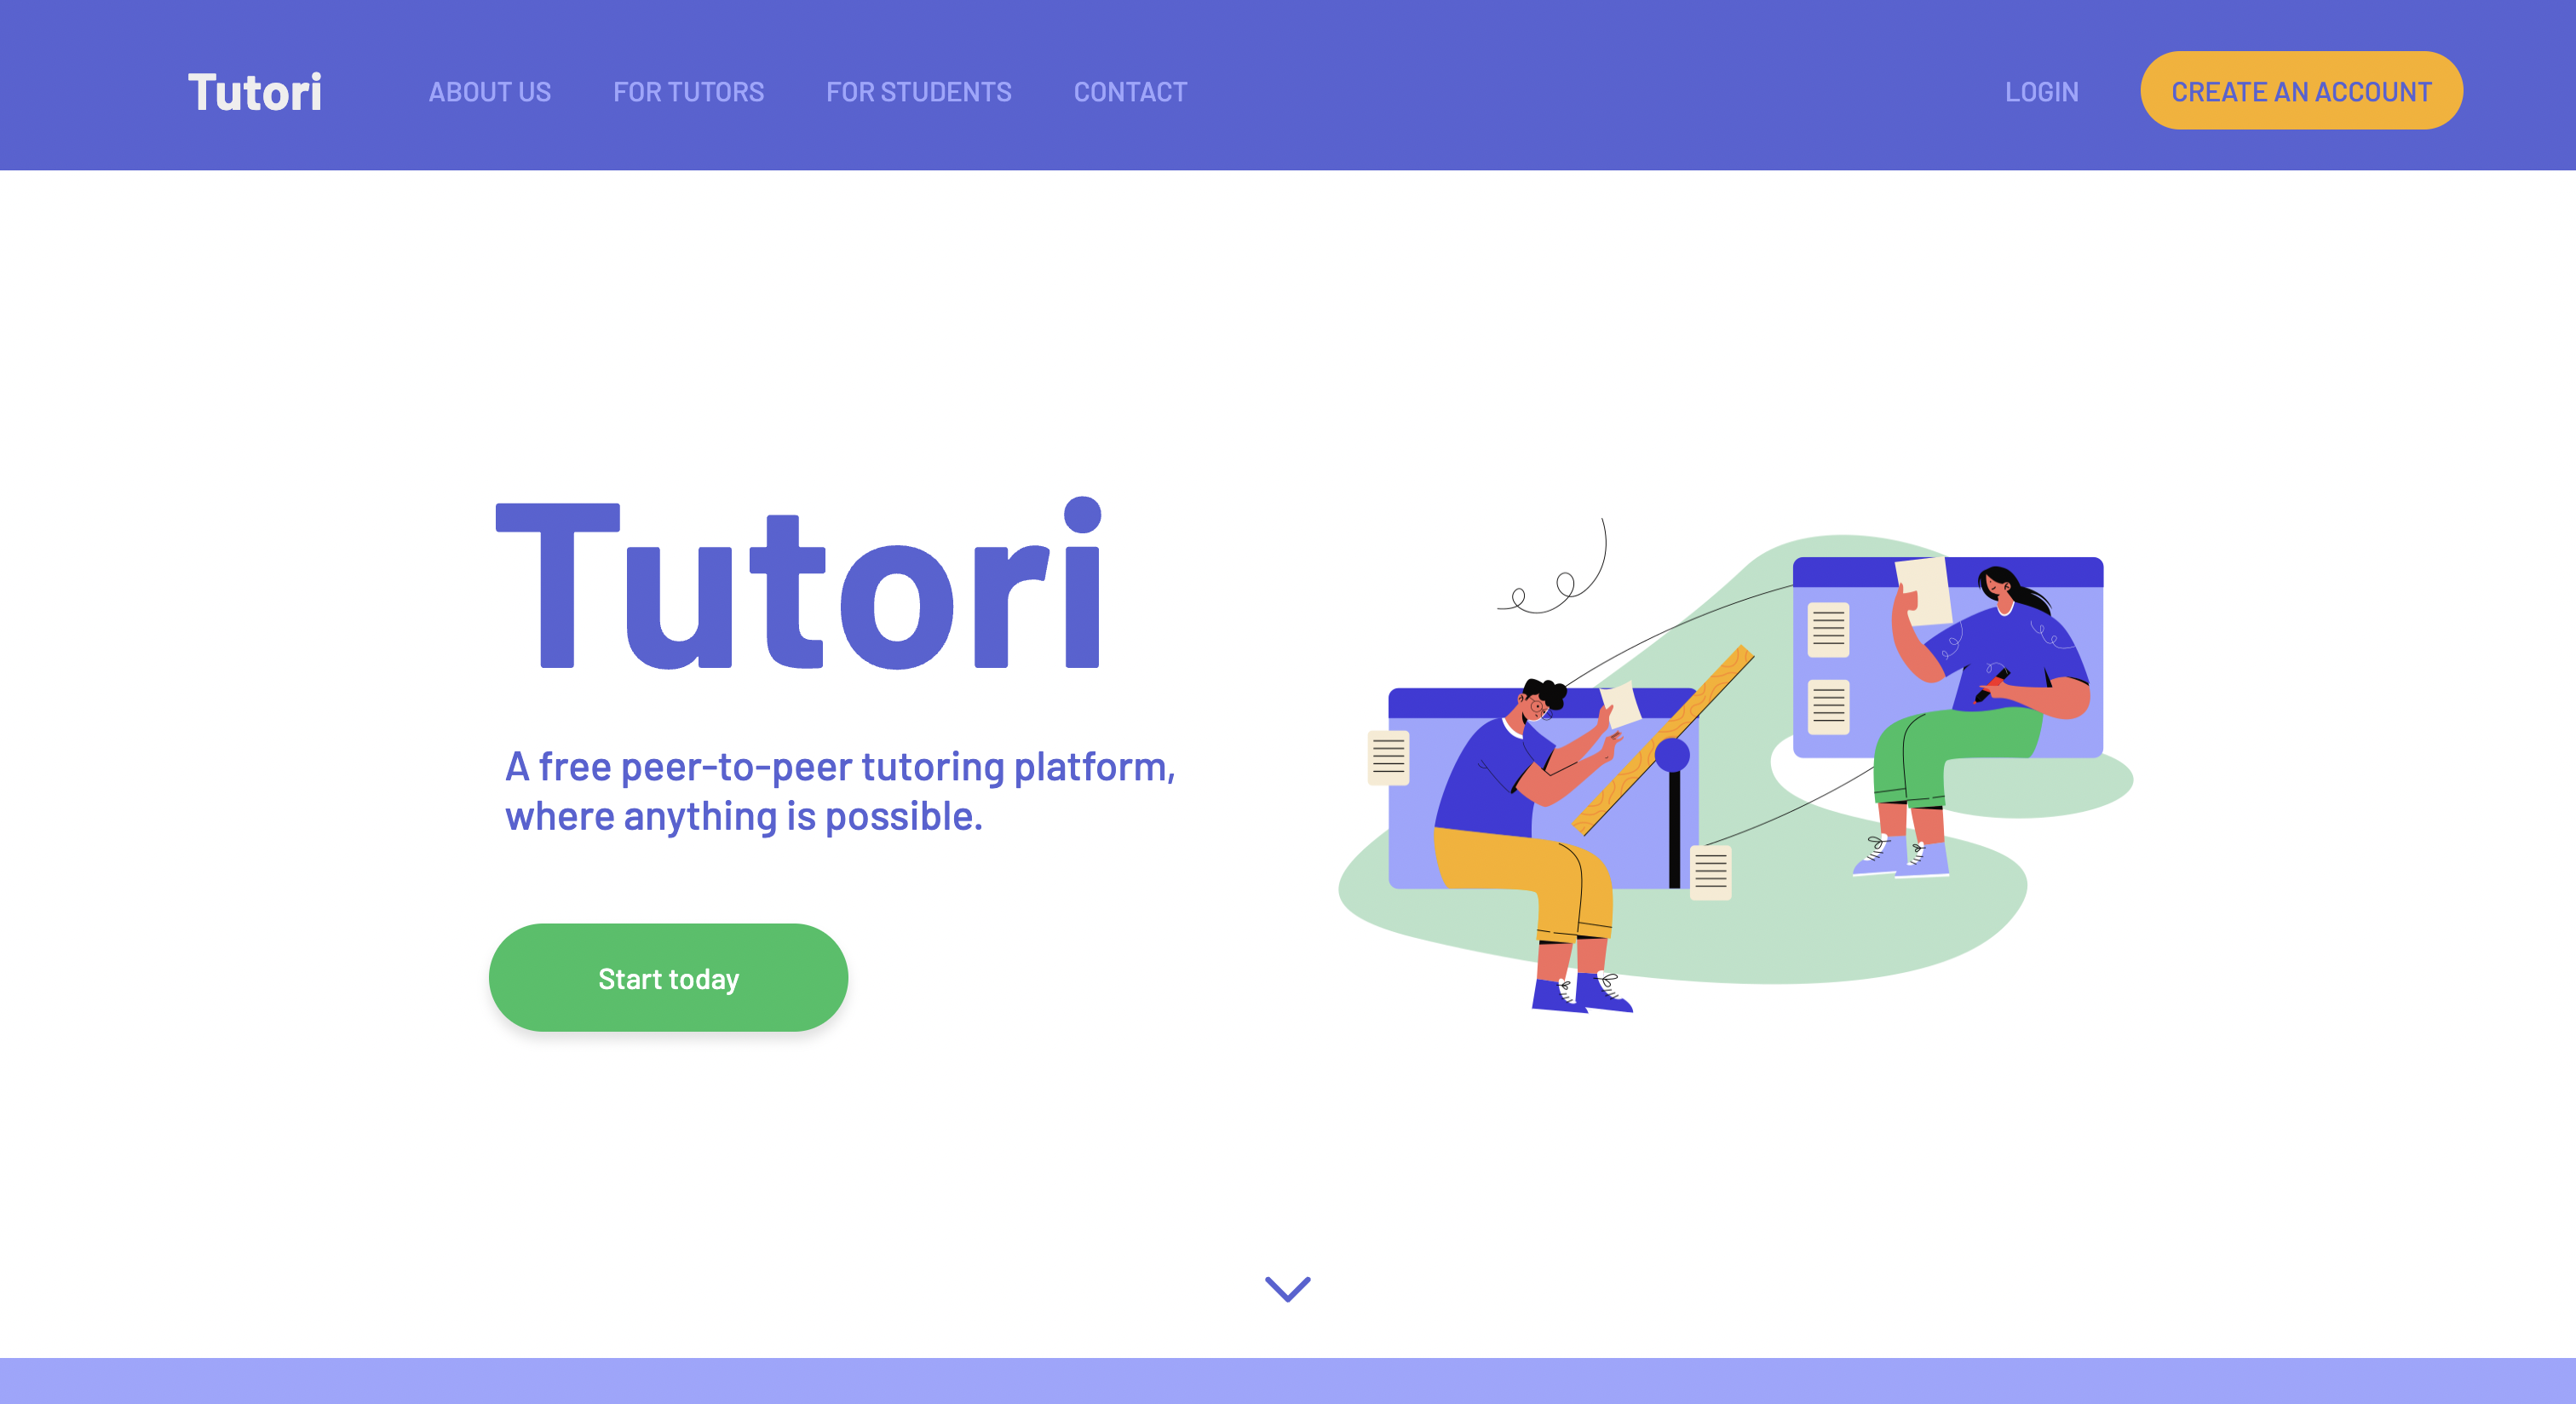 Tutori
ABOUT US
FOR TUTORS
FOR STUDENTS
CONTACT
LOGIN
CREATE AN ACCOUNT
Tutori
A free peer-to-peer tutoring platform,
where anything is possible.
Start today